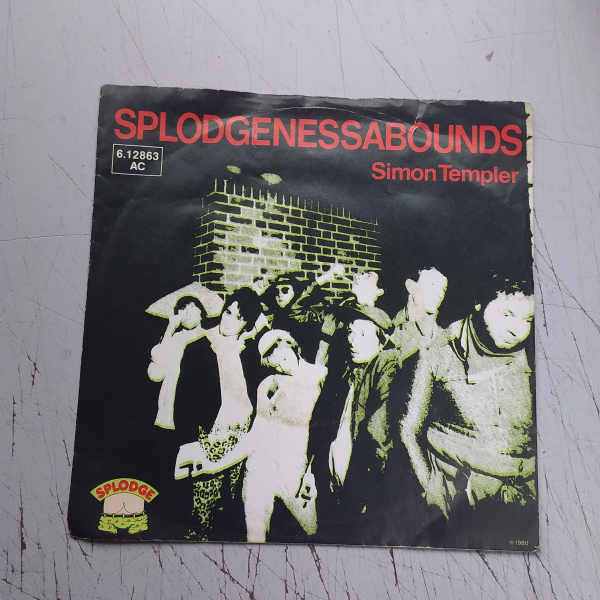 SPLODGENESSABOUNDS
6.12863
AC
Simon Templer
SPLODGE
℗ 1980